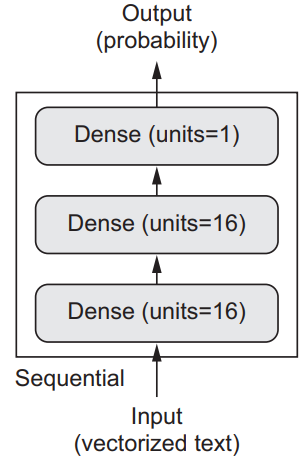 Output
(probability)
Dense (units=1)
Dense (units=16)
Dense (units=16)
Sequential
Input
(vectorized text)